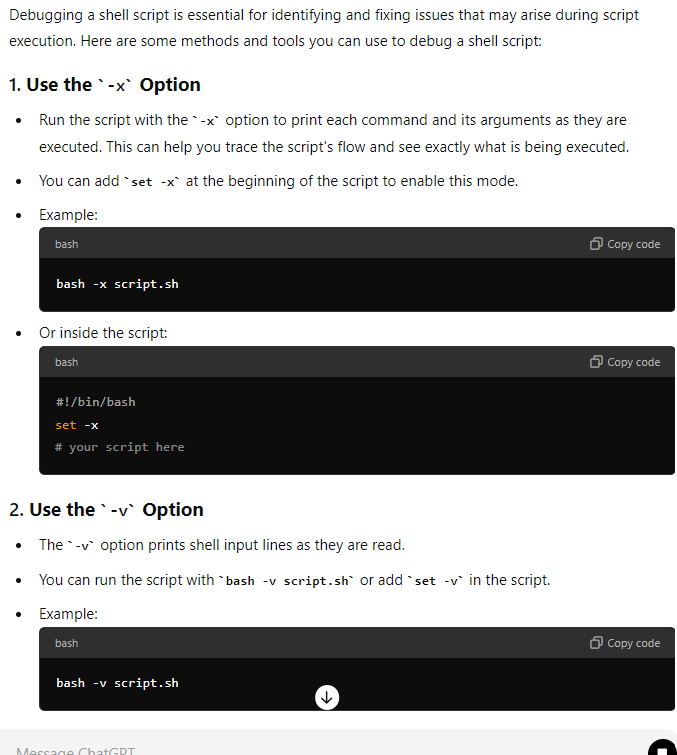 Debugging a shell script is essential for identifying and fixing issues that may arise during script
execution. Here are some methods and tools you can use to debug a shell script:
1. Use the `-x` Option
• Run the script with the `-x` option to print each command and its arguments as they are
executed. This can help you trace the script's flow and see exactly what is being executed.
• You can add `set -x` at the beginning of the script to enable this mode.
• Example:
bash Copy code
bash -x script.sh
• Or inside the script:
bash Copy code
#!/bin/bash
set -x
# your script here
2. Use the `-v` Option
• The `-v` option prints shell input lines as they are read.
• You can run the script with `bash -v script.sh` or add `set -v` in the script.
• Example:
bash Copy code
bash -v script.sh
Message ChatGPT